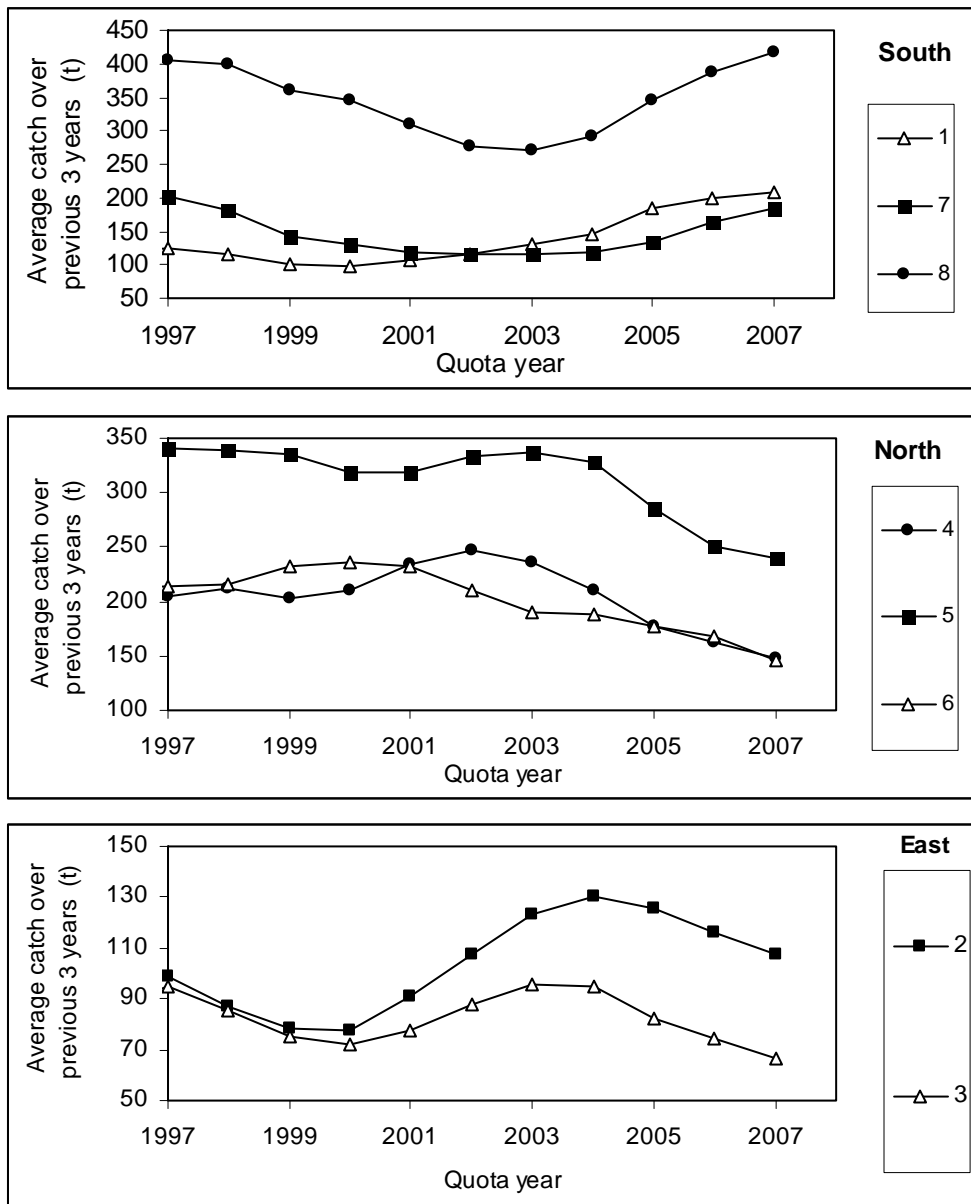 South
Average catch over
previous 3 years (t)
450
400
350
300
250
200
150
100
50
1997 1999 2001 2003 2005 2007
Quota year
1
7
8
North
Average catch over
previous 3 years (t)
350
300
250
200
150
100
1997 1999 2001 2003 2005 2007
Quota year
4
5
6
East
Average catch over
previous 3 years (t)
150
130
110
90
70
50
1997 1999 2001 2003 2005 2007
Quota year
2
3